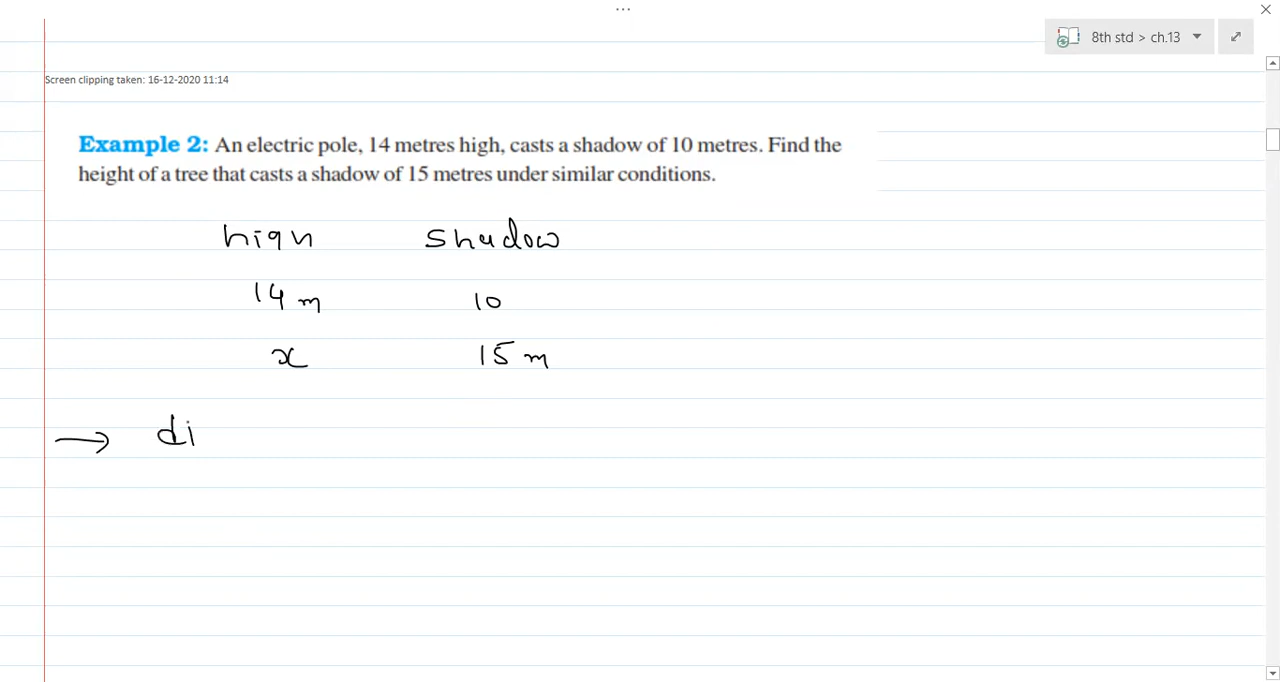 8th std > ch.13
Screen clipping taken: 16-12-2020 11:14
Example 2: An electric pole, 14 metres high, casts a shadow of 10 metres. Find the
height of a tree that casts a shadow of 15 metres under similar conditions.
high shadow
14 m 10
x 15 m
→ di